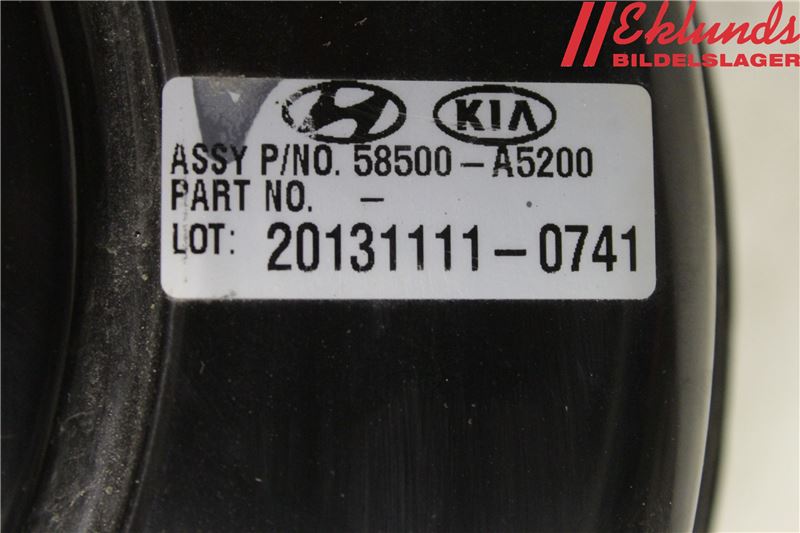 Eklunds
BILDELSLAGER
KIA
ASSY P/NO. 58500-A5200
PART NO. -
LOT: 20131111-0741